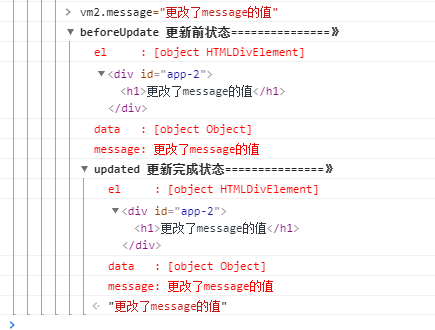 > vm2.message="更改了message的值"
▼ beforeUpdate 更新前状态===============》
el     : [object HTMLDivElement]
▼<div id="app-2">
<h1>更改了message的值</h1>
</div>
data   : [object Object]
message: 更改了message的值
▼ updated 更新完成状态===============》
el     : [object HTMLDivElement]
▼<div id="app-2">
<h1>更改了message的值</h1>
</div>
data   : [object Object]
message: 更改了message的值
< "更改了message的值"
>